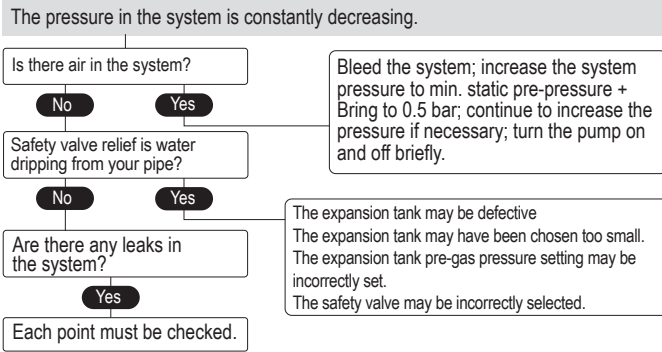 The pressure in the system is constantly decreasing.
Is there air in the system?
No
Yes
Bleed the system; increase the system
pressure to min. static pre-pressure +
Bring to 0.5 bar; continue to increase the
pressure if necessary; turn the pump on
and off briefly.
Safety valve relief is water
dripping from your pipe?
No
Yes
The expansion tank may be defective
The expansion tank may have been chosen too small.
The expansion tank pre-gas pressure setting may be
incorrectly set.
The safety valve may be incorrectly selected.
Are there any leaks in
the system?
Yes
Each point must be checked.